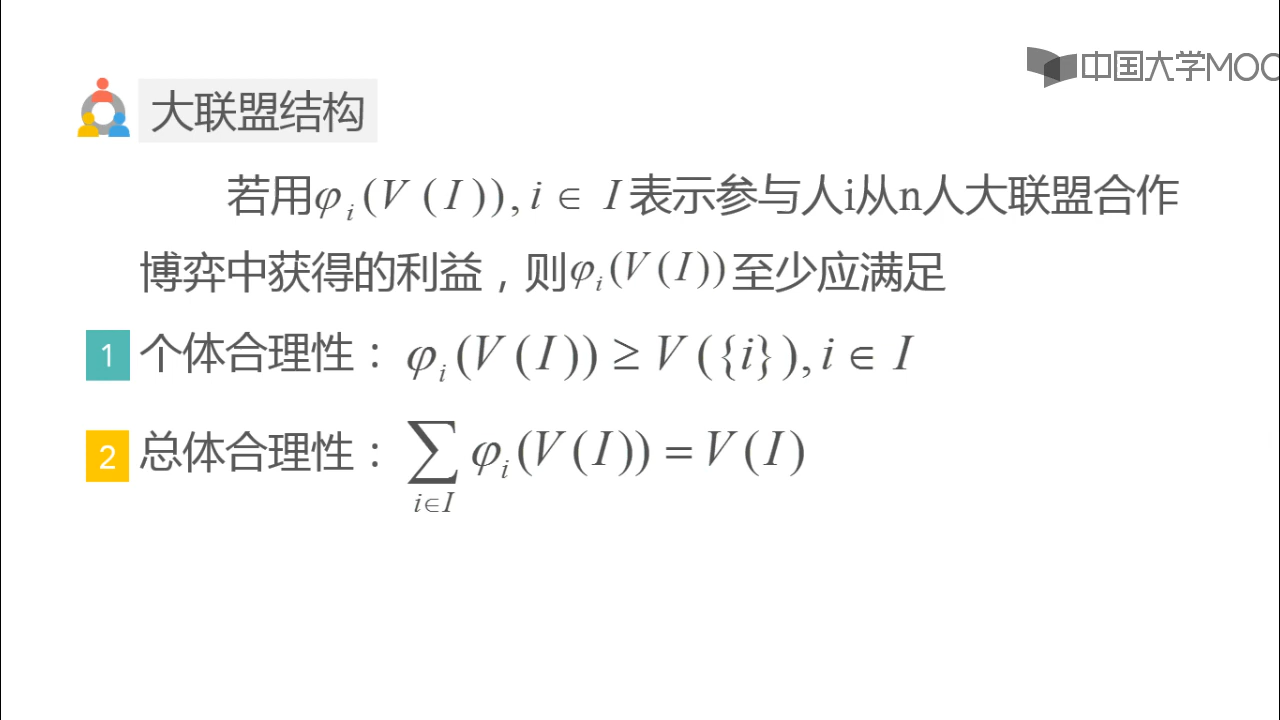 中国大学MOO
大联盟结构
若用φᵢ(V(I)), i ∈ I表示参与人i从n人大联盟合作
博弈中获得的利益，则φᵢ(V(I))至少应满足
1 个体合理性：φᵢ(V(I)) ≥ V({i}), i ∈ I
2 总体合理性：∑_{i∈I} φᵢ(V(I)) = V(I)